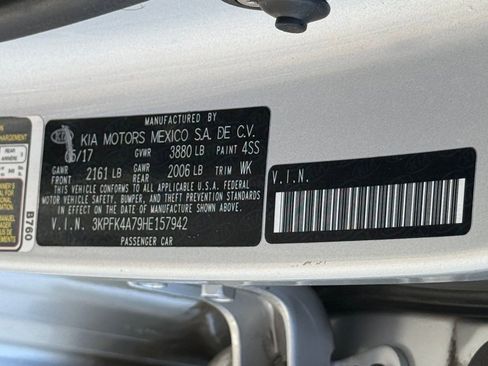 MANUFACTURED BY
KIA MOTORS MEXICO S.A. DE C.V.
05/17 GVWR 3880 LB PAINT 4SS
GAWR FRONT 2161 LB GAWR REAR 2006 LB TRIM WK
THIS VEHICLE CONFORMS TO ALL APPLICABLE U.S.A. FEDERAL
MOTOR VEHICLE SAFETY, BUMPER, AND THEFT PREVENTION STANDARDS
IN EFFECT ON THE DATE OF MANUFACTURE SHOWN ABOVE.
V.I.N. 3KPFK4A79HE157942
PASSENGER CAR
V.I.N.
B1760